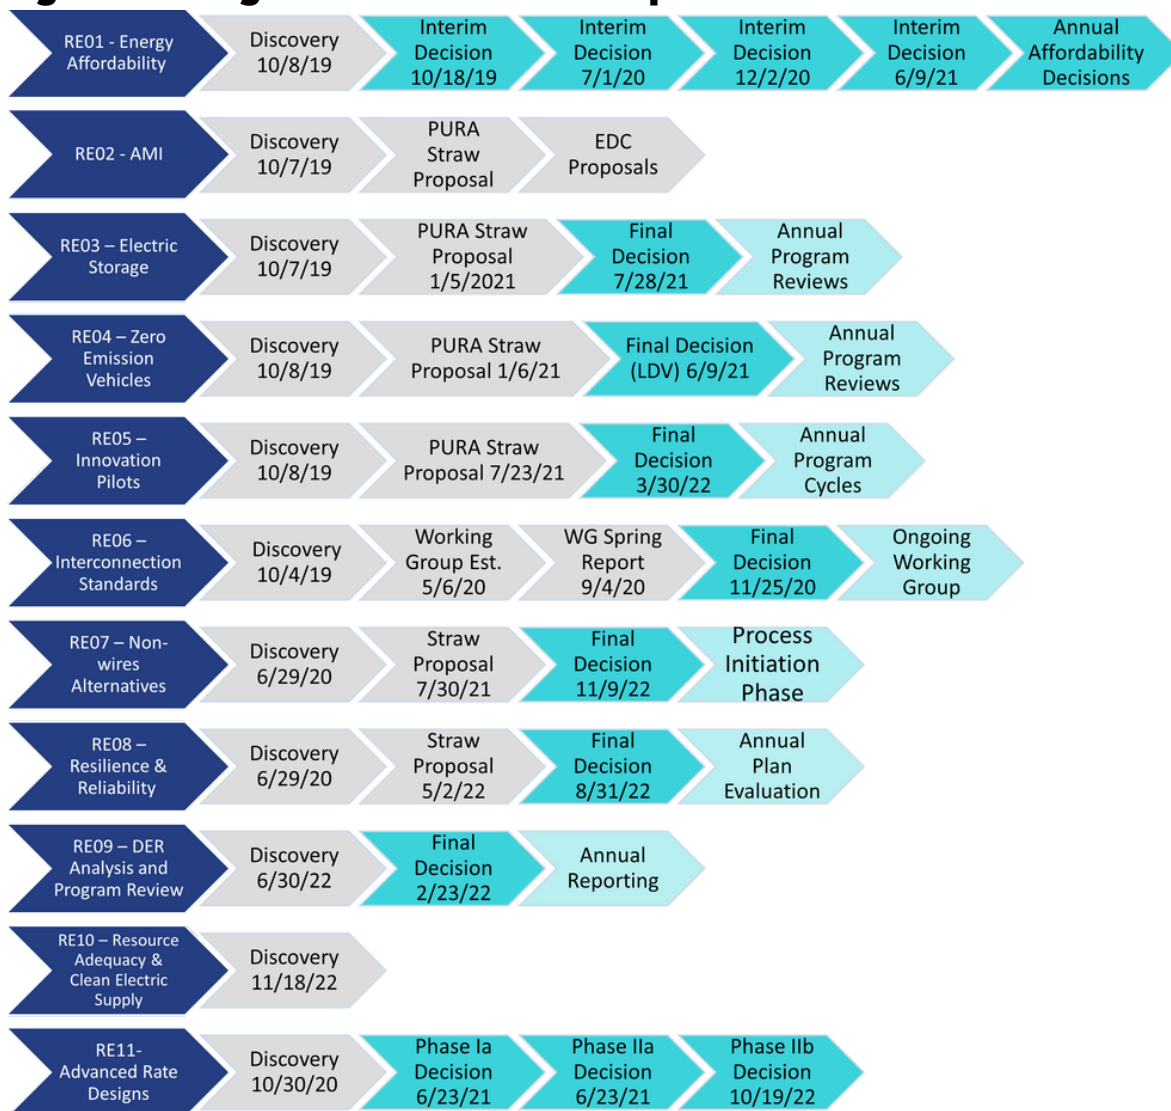 RE01 - Energy
Affordability
Discovery
10/8/19
Interim
Decision
10/18/19
Interim
Decision
7/1/20
Interim
Decision
12/2/20
Interim
Decision
6/9/21
Annual
Affordability
Decisions
RE02 - AMI
Discovery
10/7/19
PURA
Straw
Proposal
EDC
Proposals
RE03 – Electric
Storage
Discovery
10/7/19
PURA Straw
Proposal
1/5/2021
Final
Decision
7/28/21
Annual
Program
Reviews
RE04 – Zero
Emission
Vehicles
Discovery
10/8/19
PURA Straw
Proposal 1/6/21
Final Decision
(LDV) 6/9/21
Annual
Program
Reviews
RE05 –
Innovation
Pilots
Discovery
10/8/19
PURA Straw
Proposal 7/23/21
Final
Decision
3/30/22
Annual
Program
Cycles
RE06 –
Interconnection
Standards
Discovery
10/4/19
Working
Group Est.
5/6/20
WG Spring
Report
9/4/20
Final
Decision
11/25/20
Ongoing
Working
Group
RE07 – Non-
wires
Alternatives
Discovery
6/29/20
Straw
Proposal
7/30/21
Final
Decision
11/9/22
Process
Initiation
Phase
RE08 –
Resilience &
Reliability
Discovery
6/29/20
Straw
Proposal
5/2/22
Final
Decision
8/31/22
Annual
Plan
Evaluation
RE09 – DER
Analysis and
Program Review
Discovery
6/30/22
Final
Decision
2/23/22
Annual
Reporting
RE10 – Resource
Adequacy &
Clean Electric
Supply
Discovery
11/18/22
RE11-
Advanced Rate
Designs
Discovery
10/30/20
Phase Ia
Decision
6/23/21
Phase IIa
Decision
6/23/21
Phase IIb
Decision
10/19/22